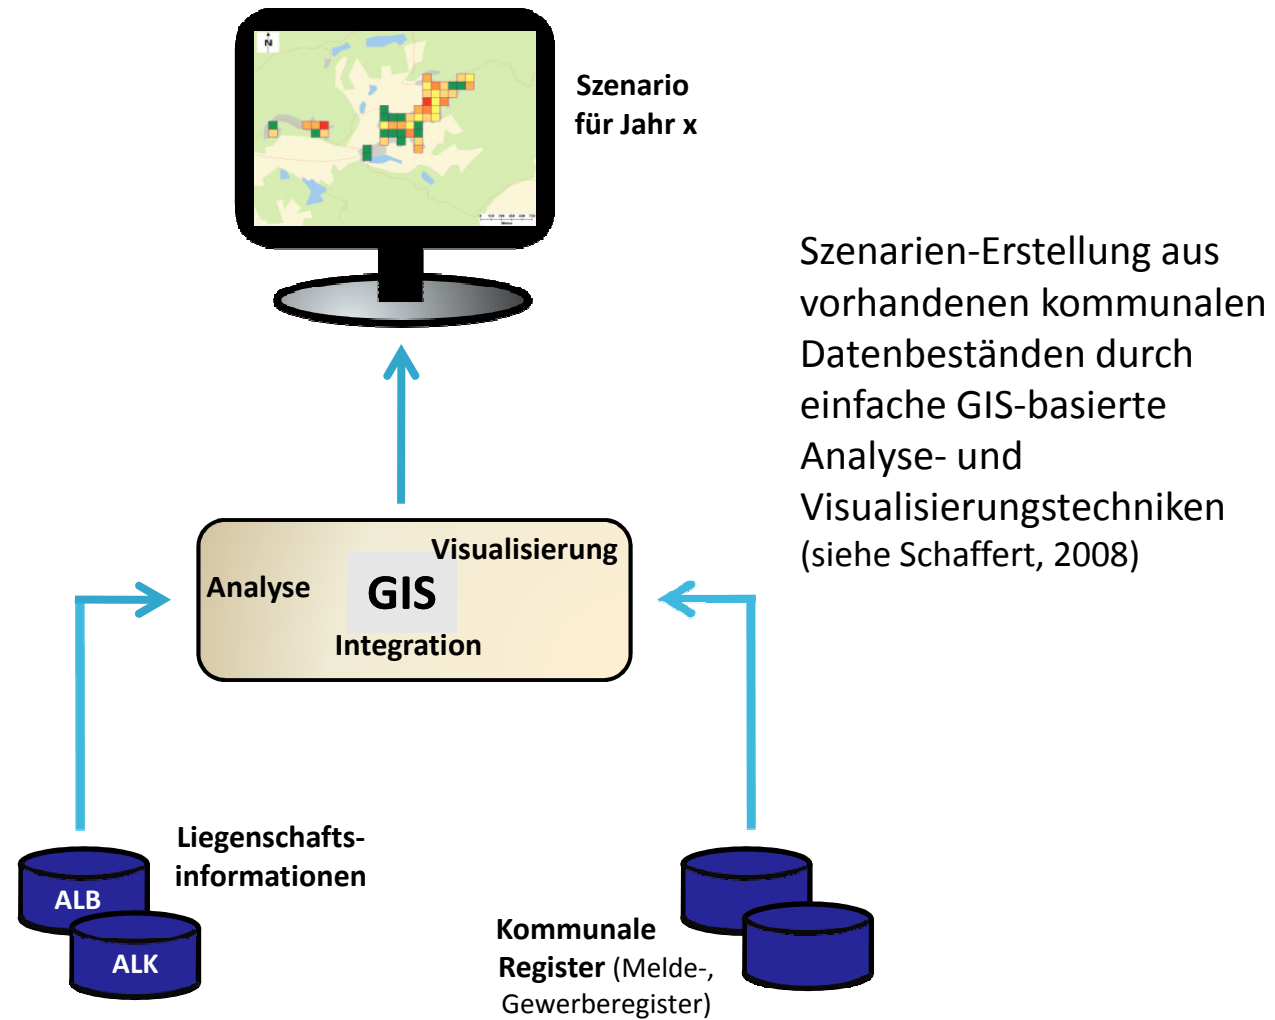 N
Szenario
für Jahr x
Szenarien-Erstellung aus
vorhandenen kommunalen
Datenbeständen durch
einfache GIS-basierte
Analyse- und
Visualisierungstechniken
(siehe Schaffert, 2008)
Visualisierung
Analyse
GIS
Integration
Liegenschafts-
informationen
ALB
ALK
Kommunale
Register (Melde-,
Gewerberegister)